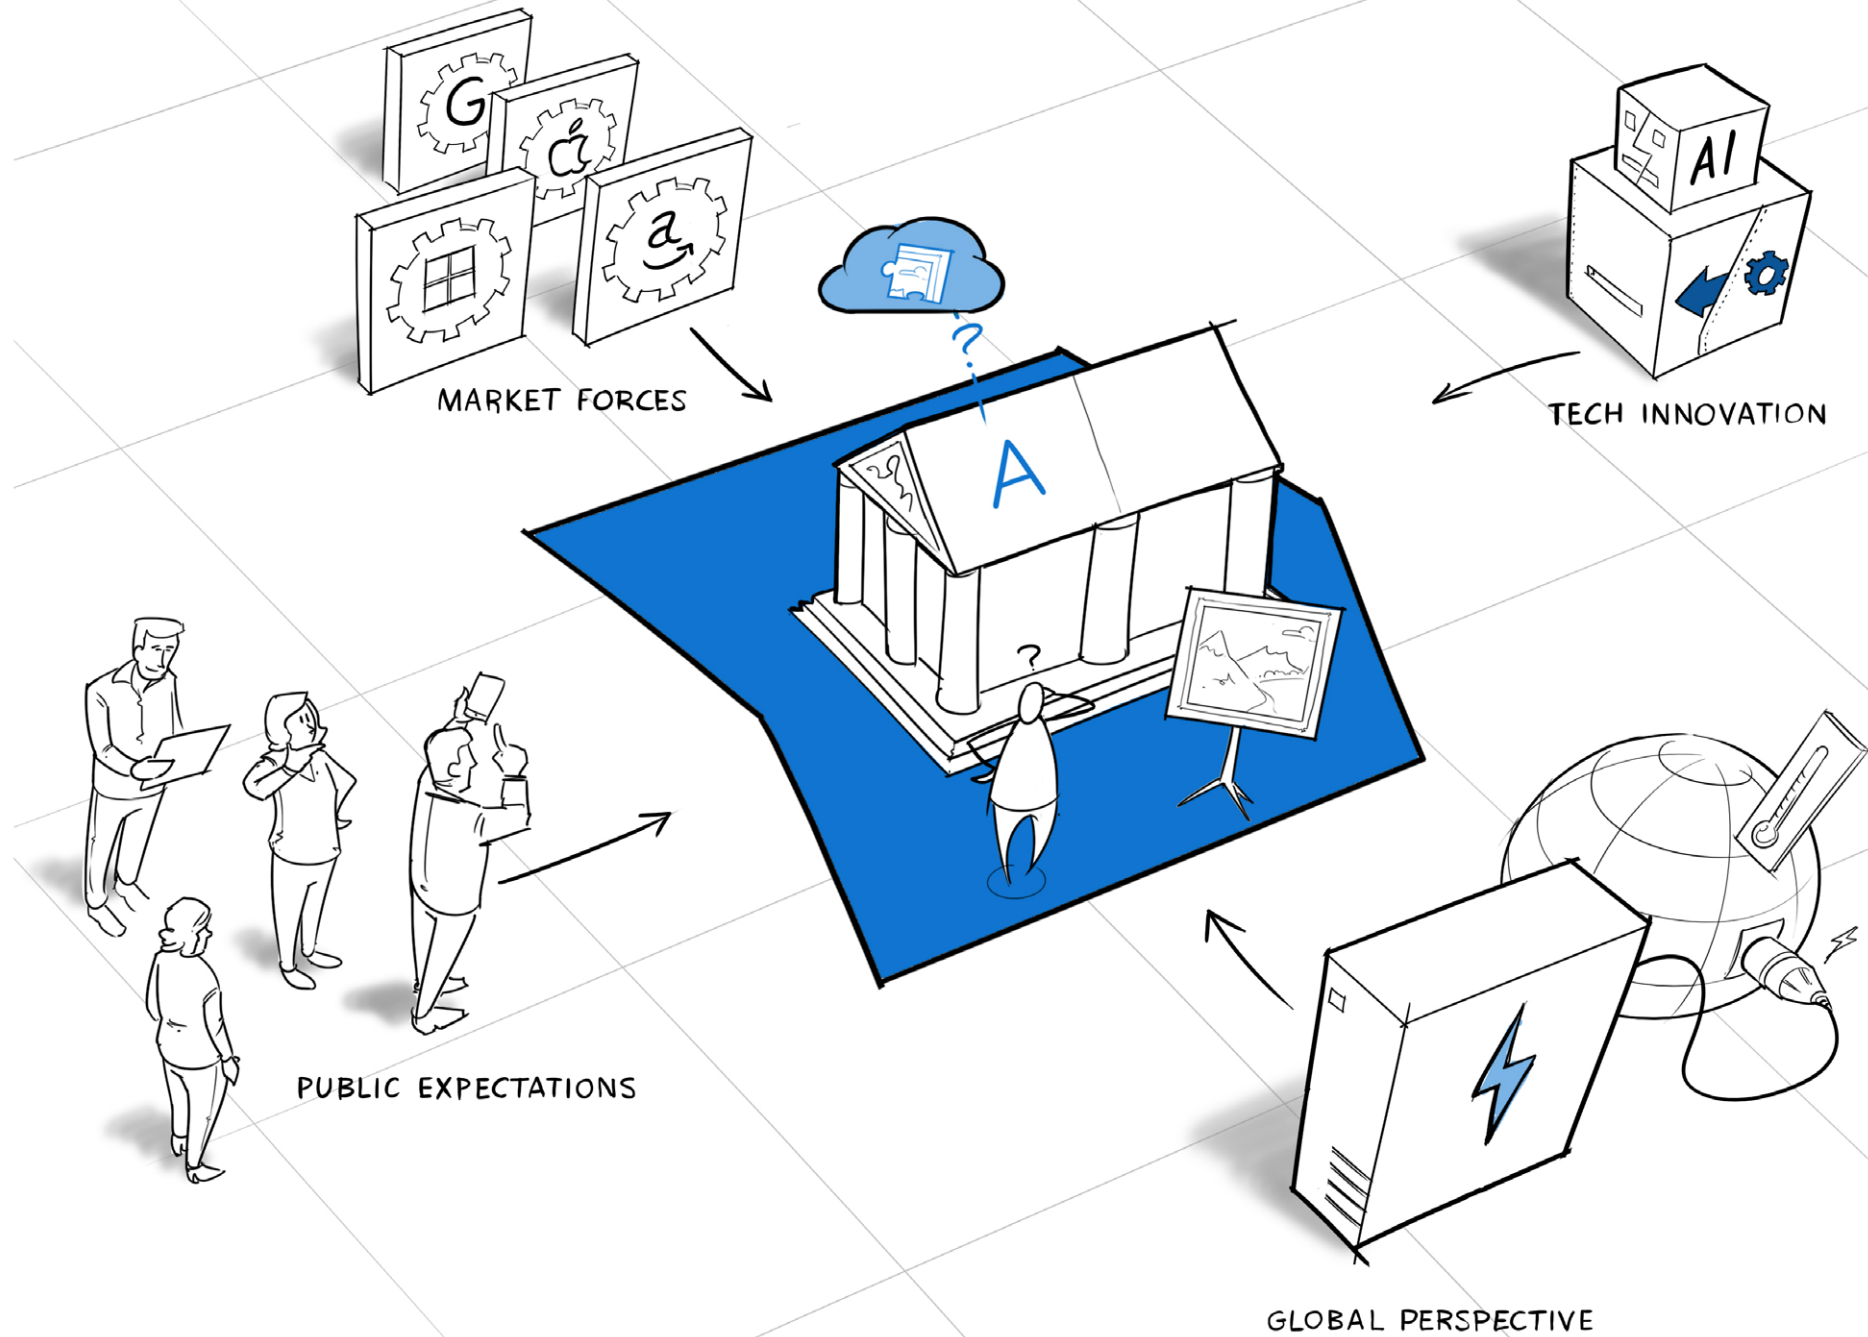 G
a
AI
?
MARKET FORCES
TECH INNOVATION
A
?
PUBLIC EXPECTATIONS
GLOBAL PERSPECTIVE